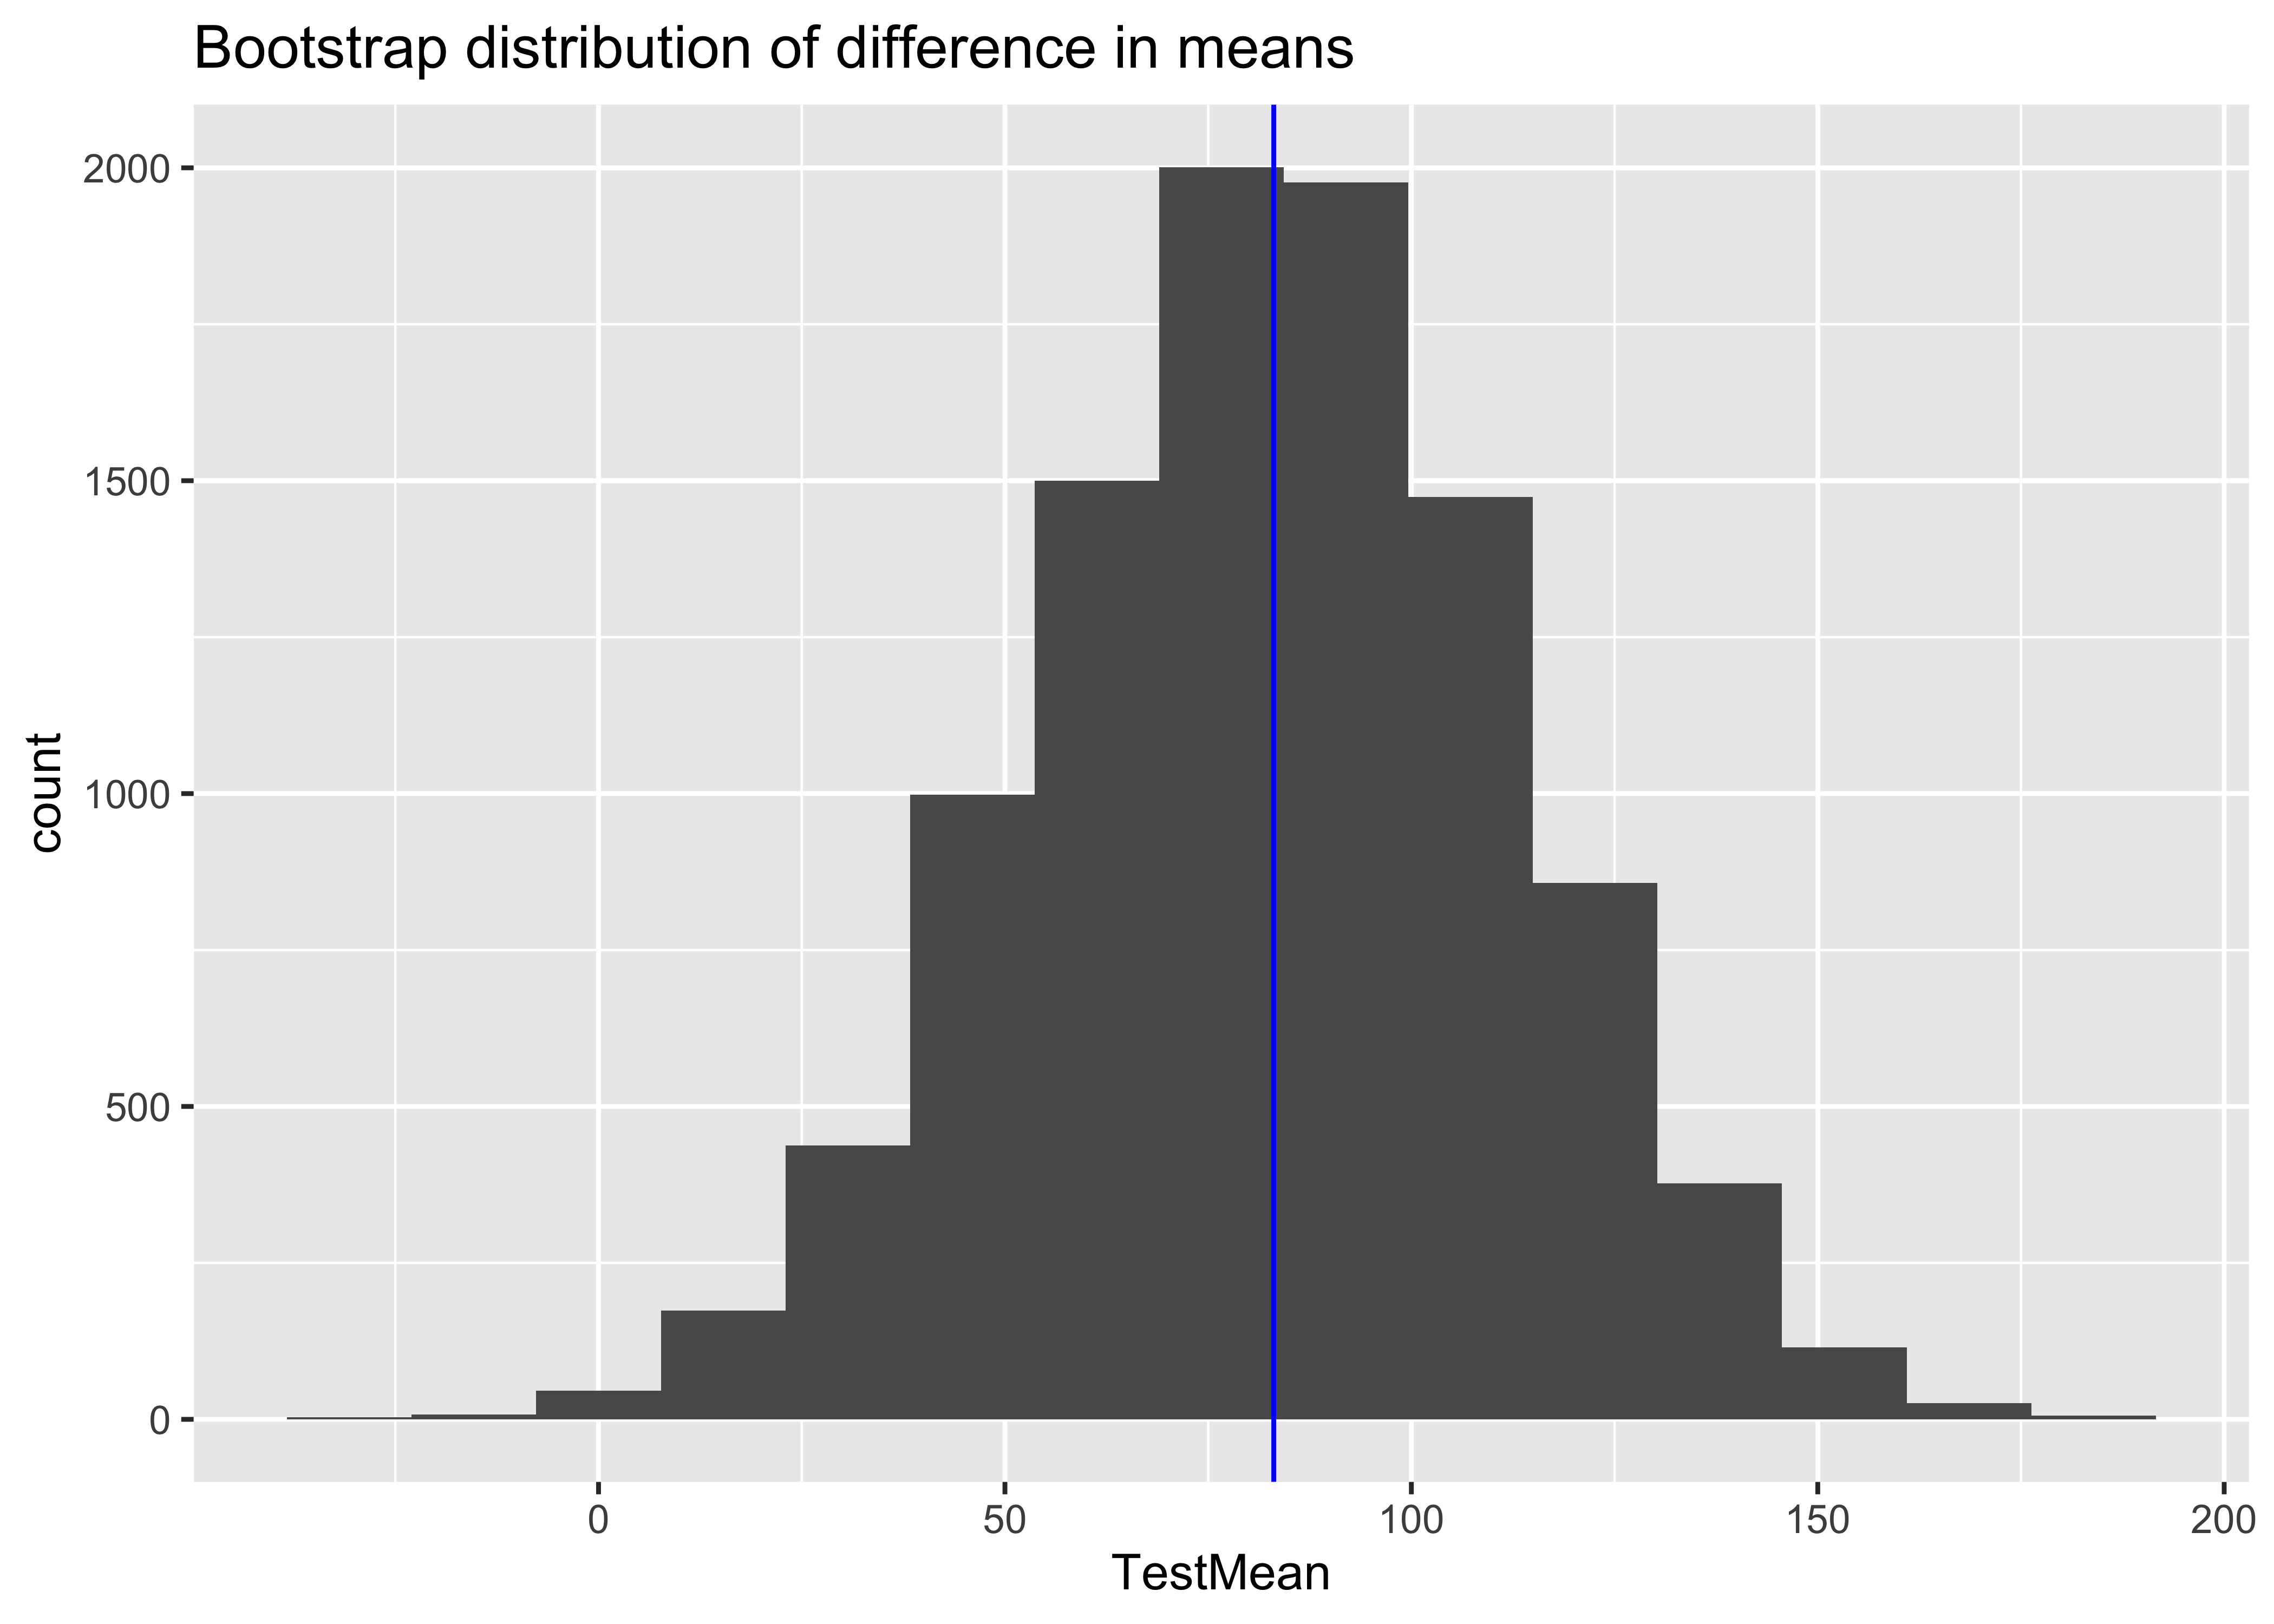 Bootstrap distribution of difference in means
2000
1500
1000
500
0
count
0 50 100 150 200
TestMean